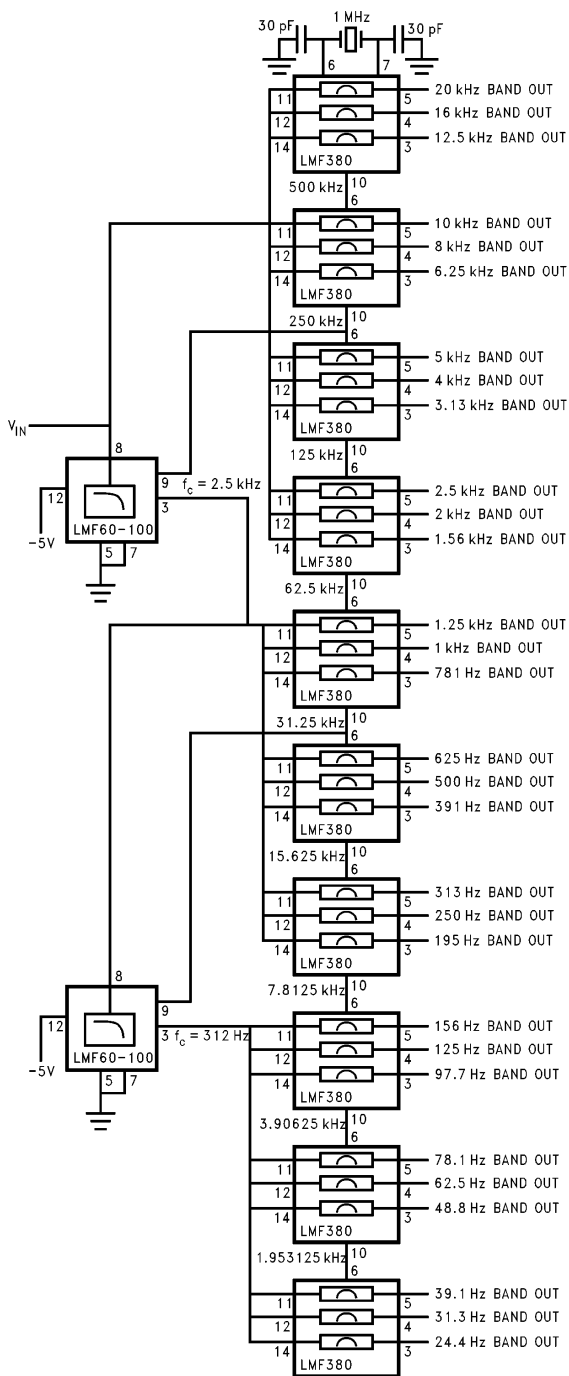 30 pF 1 MHz 30 pF
6 7
11 5 20 kHz BAND OUT
12 4 16 kHz BAND OUT
14 3 12.5 kHz BAND OUT
LMF380
500 kHz 10
6
11 5 10 kHz BAND OUT
12 4 8 kHz BAND OUT
14 3 6.25 kHz BAND OUT
LMF380
250 kHz 10
6
11 5 5 kHz BAND OUT
12 4 4 kHz BAND OUT
14 3 3.13 kHz BAND OUT
LMF380
VIN
125 kHz 10
6
8
12 9 fc = 2.5 kHz
3
LMF60-100
-5V 5 7
11 5 2.5 kHz BAND OUT
12 4 2 kHz BAND OUT
14 3 1.56 kHz BAND OUT
LMF380
62.5 kHz 10
6
11 5 1.25 kHz BAND OUT
12 4 1 kHz BAND OUT
14 3 781 Hz BAND OUT
LMF380
31.25 kHz 10
6
11 5 625 Hz BAND OUT
12 4 500 Hz BAND OUT
14 3 391 Hz BAND OUT
LMF380
15.625 kHz 10
6
11 5 313 Hz BAND OUT
12 4 250 Hz BAND OUT
14 3 195 Hz BAND OUT
LMF380
7.8125 kHz 10
6
8
12 9
3 fc = 312 Hz
LMF60-100
-5V 5 7
11 5 156 Hz BAND OUT
12 4 125 Hz BAND OUT
14 3 97.7 Hz BAND OUT
LMF380
3.90625 kHz 10
6
11 5 78.1 Hz BAND OUT
12 4 62.5 Hz BAND OUT
14 3 48.8 Hz BAND OUT
LMF380
1.953125 kHz 10
6
11 5 39.1 Hz BAND OUT
12 4 31.3 Hz BAND OUT
14 3 24.4 Hz BAND OUT
LMF380